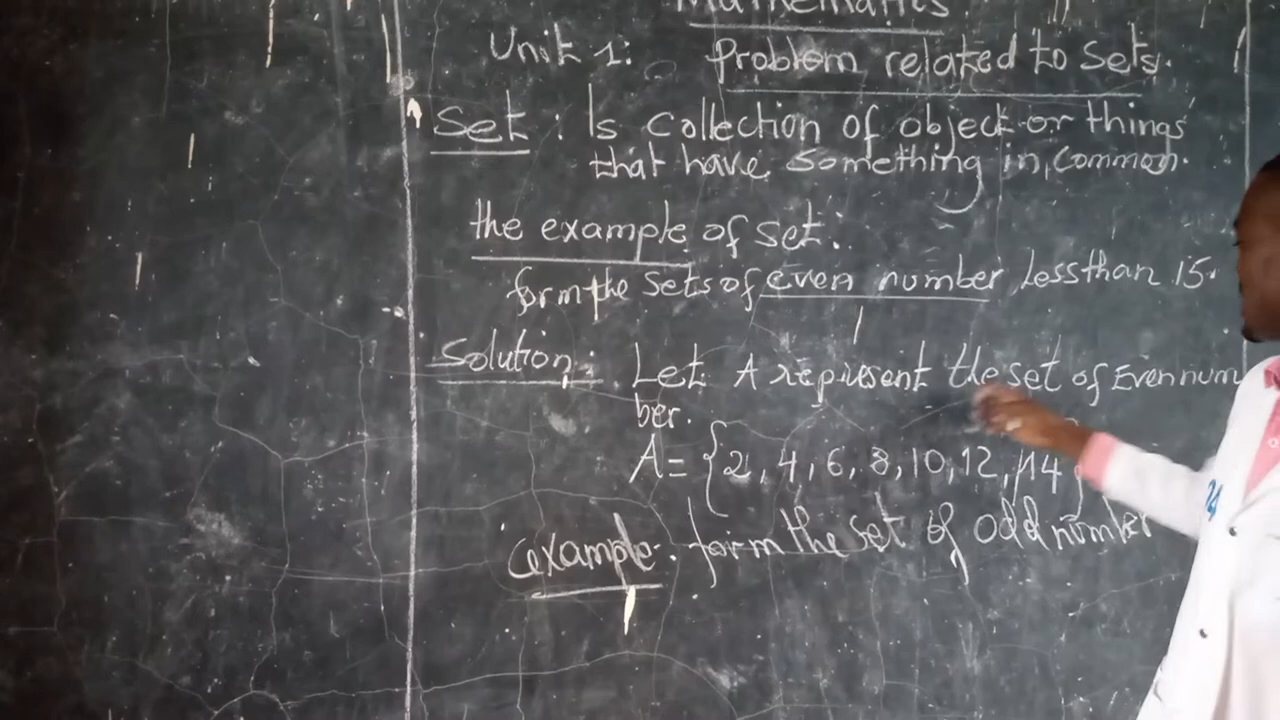 Mathematics.
Unit 1: Problem related to Sets.
Set: Is collection of object or things
that have something in common.
the example of set:
form the Sets of even number less than 15.
Solution: Let A represent the set of Even num
ber.
A = {2, 4, 6, 8, 10, 12, 14}
example: form the set of odd number